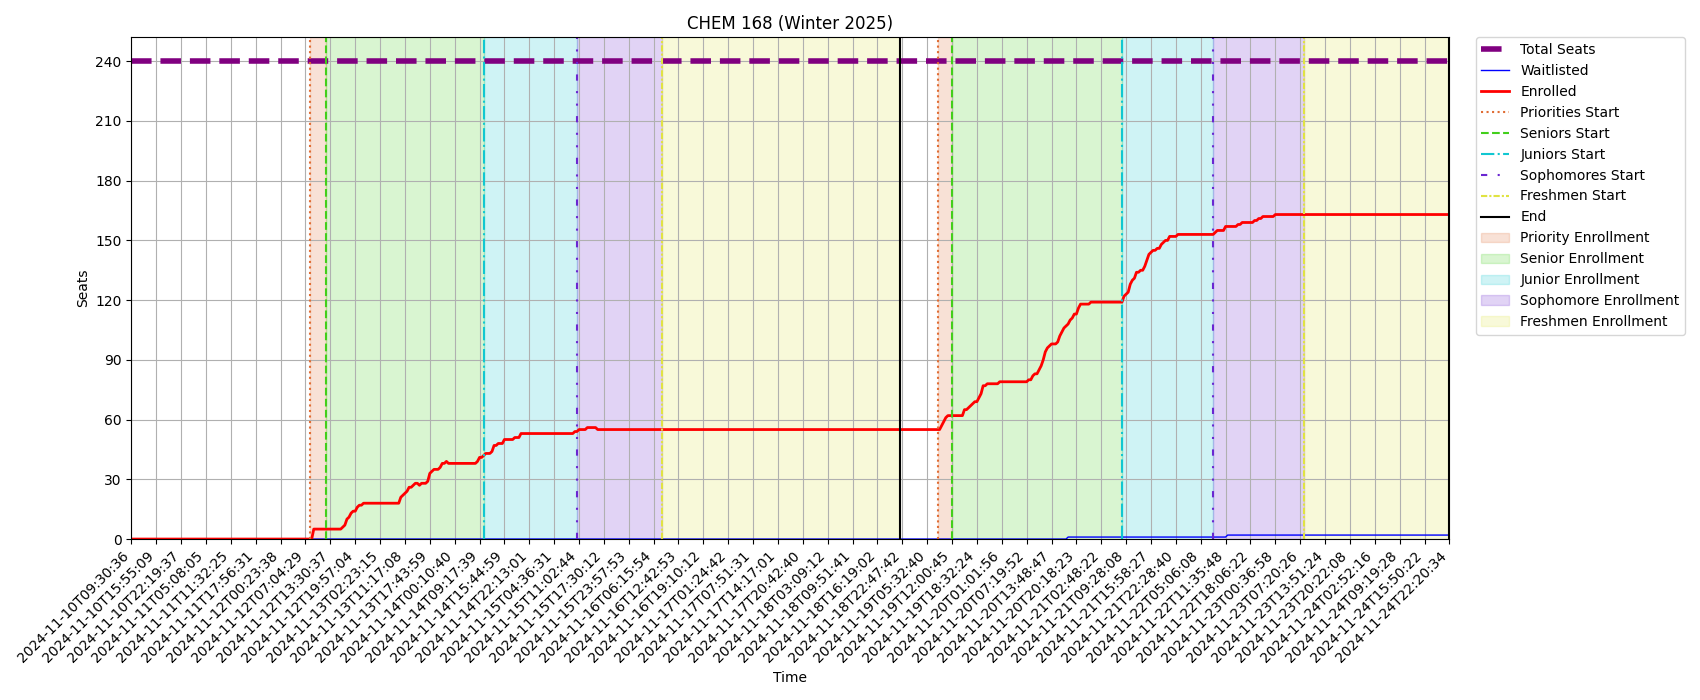 CHEM 168 (Winter 2025)
Seats
240
210
180
150
120
90
60
30
0
2024-11-10T09:30:36
2024-11-10T15:55:09
2024-11-10T22:19:37
2024-11-11T05:08:05
2024-11-11T11:32:25
2024-11-11T17:56:31
2024-11-12T00:23:38
2024-11-12T07:04:29
2024-11-12T13:30:37
2024-11-12T19:57:04
2024-11-13T02:23:15
2024-11-13T11:17:08
2024-11-13T17:43:59
2024-11-14T00:10:40
2024-11-14T09:17:39
2024-11-14T15:44:59
2024-11-14T22:13:01
2024-11-15T04:36:31
2024-11-15T11:02:44
2024-11-15T17:30:12
2024-11-15T23:57:53
2024-11-16T06:15:54
2024-11-16T12:42:53
2024-11-16T19:10:12
2024-11-17T01:24:42
2024-11-17T07:51:31
2024-11-17T14:17:01
2024-11-17T20:42:40
2024-11-18T03:09:12
2024-11-18T09:51:41
2024-11-18T16:19:02
2024-11-18T22:47:42
2024-11-19T05:32:40
2024-11-19T12:00:45
2024-11-19T18:32:24
2024-11-20T01:01:56
2024-11-20T07:19:52
2024-11-20T13:48:47
2024-11-20T20:18:23
2024-11-21T02:48:22
2024-11-21T09:28:08
2024-11-21T15:58:27
2024-11-21T22:28:40
2024-11-22T05:06:08
2024-11-22T11:35:48
2024-11-22T18:06:22
2024-11-23T00:36:58
2024-11-23T07:20:26
2024-11-23T13:51:24
2024-11-23T20:22:08
2024-11-24T02:52:16
2024-11-24T09:19:28
2024-11-24T15:50:22
2024-11-24T22:20:34
Time
Total Seats
Waitlisted
Enrolled
Priorities Start
Seniors Start
Juniors Start
Sophomores Start
Freshmen Start
End
Priority Enrollment
Senior Enrollment
Junior Enrollment
Sophomore Enrollment
Freshmen Enrollment